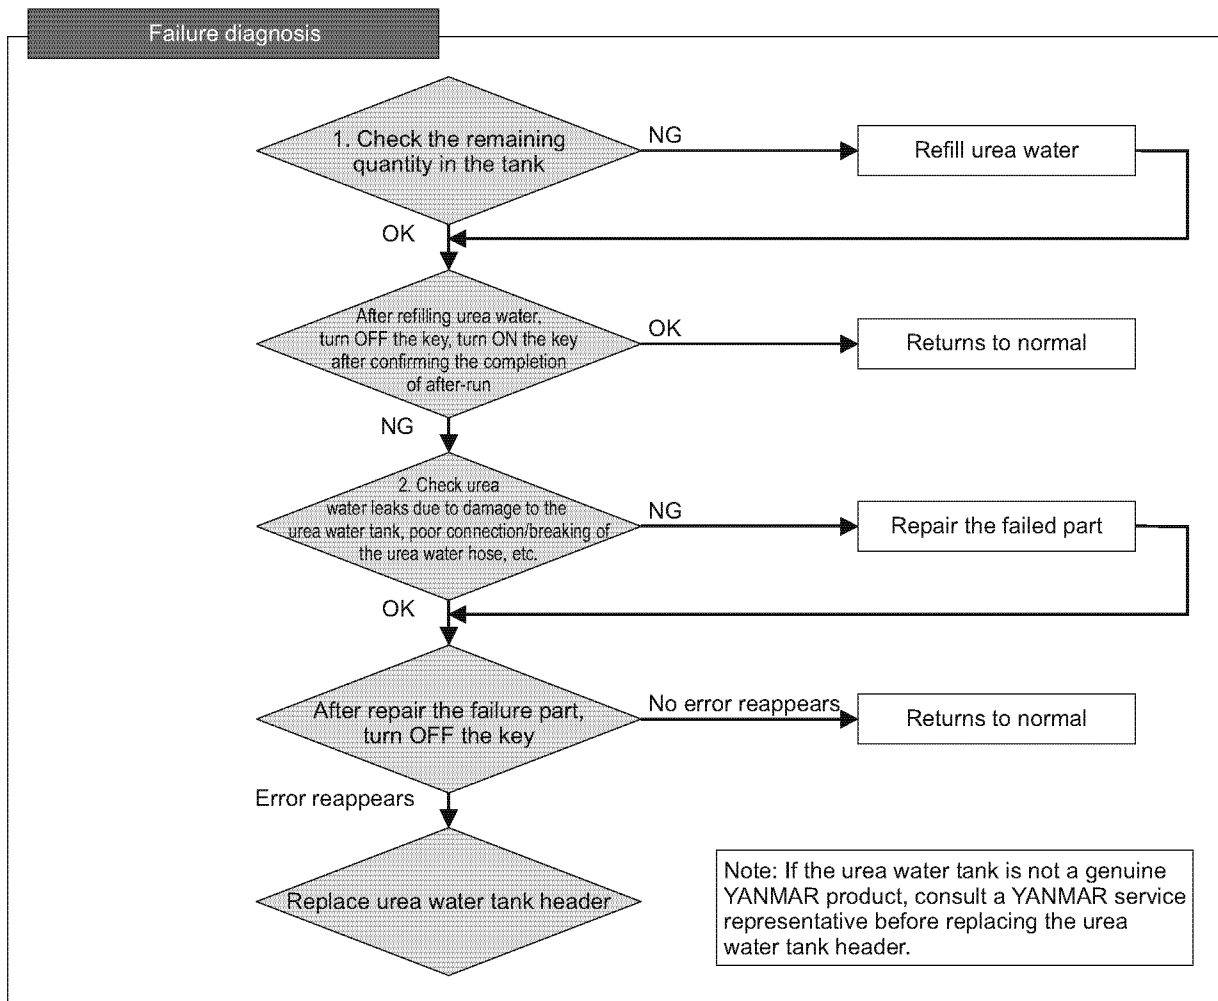 Failure diagnosis
1. Check the remaining
quantity in the tank
NG
Refill urea water
OK
After refilling urea water,
turn OFF the key, turn ON the key
after confirming the completion
of after-run
OK
Returns to normal
NG
2. Check urea
water leaks due to damage to the
urea water tank, poor connection/breaking of
the urea water hose, etc.
NG
Repair the failed part
OK
After repair the failure part,
turn OFF the key
No error reappears
Returns to normal
Error reappears
Replace urea water tank header
Note: If the urea water tank is not a genuine
YANMAR product, consult a YANMAR service
representative before replacing the urea
water tank header.